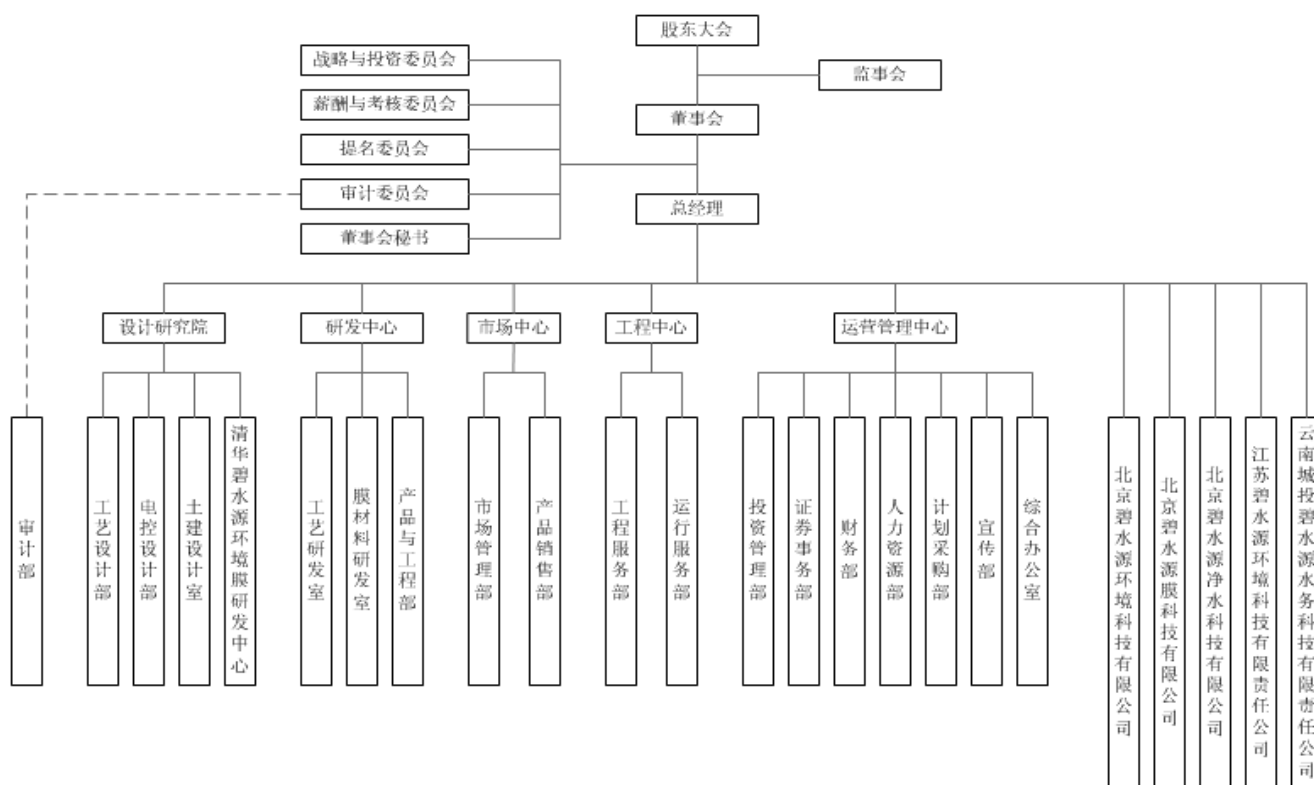 股东大会
战略与投资委员会
监事会
薪酬与考核委员会
董事会
提名委员会
审计委员会
总经理
董事会秘书
设计研究院
研发中心
市场中心
工程中心
运营管理中心
审计部
工艺设计部
电控设计部
土建设计室
清华碧水源环境膜研发中心
工艺研发室
膜材料研发室
产品与工程部
市场管理部
产品销售部
工程服务部
运行服务部
投资管理部
证券事务部
财务部
人力资源部
计划采购部
宣传部
综合办公室
北京碧水源环境科技有限公司
北京碧水源膜科技有限公司
北京碧水源净水科技有限公司
江苏碧水源环境科技有限责任公司
云南城投碧水源水务科技有限责任公司